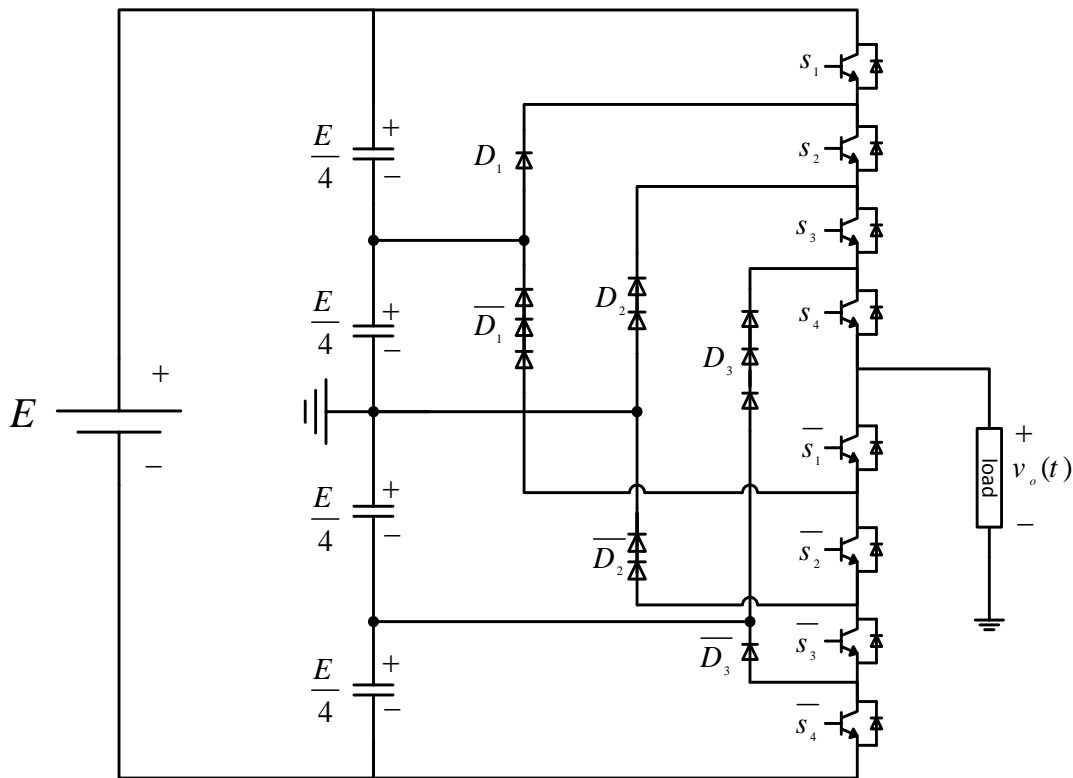 E
+
−
E/4
+
−
E/4
+
−
E/4
+
−
E/4
+
−
D₁
D̅₁
D₂
D̅₂
D₃
D̅₃
s₁
s₂
s₃
s₄
s̅₁
s̅₂
s̅₃
s̅₄
load
+
vₒ(t)
−